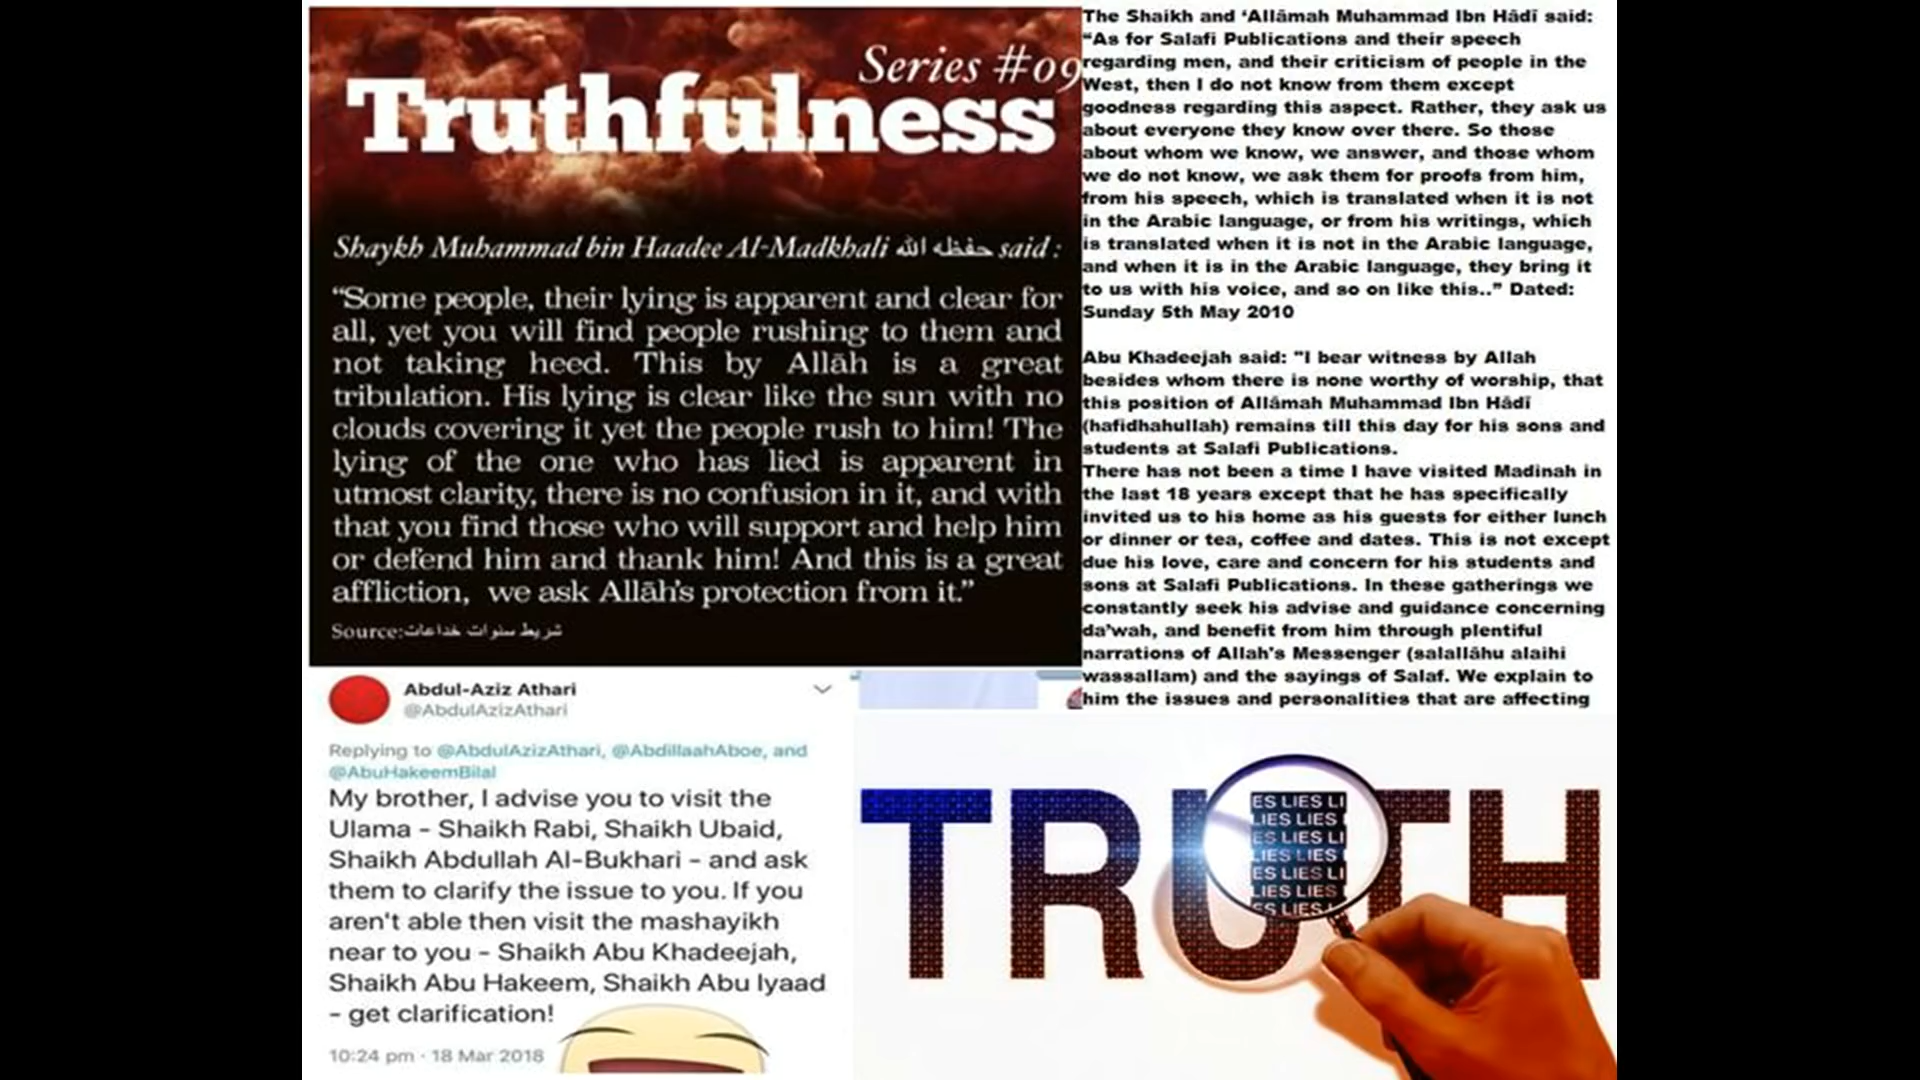 Series #09
Truthfulness
Shaykh Muhammad bin Haadee Al-Madkhali حفظه الله said :
“Some people, their lying is apparent and clear for
all, yet you will find people rushing to them and
not taking heed. This by Allāh is a great
tribulation. His lying is clear like the sun with no
clouds covering it yet the people rush to him! The
lying of the one who has lied is apparent in
utmost clarity, there is no confusion in it, and with
that you find those who will support and help him
or defend him and thank him! And this is a great
affliction, we ask Allāh's protection from it.”
Source:شريط سنوات خداعات
The Shaikh and ‘Allāmah Muhammad Ibn Hādī said:
“As for Salafi Publications and their speech
regarding men, and their criticism of people in the
West, then I do not know from them except
goodness regarding this aspect. Rather, they ask us
about everyone they know over there. So those
about whom we know, we answer, and those whom
we do not know, we ask them for proofs from him,
from his speech, which is translated when it is not
in the Arabic language, or from his writings, which
is translated when it is not in the Arabic language,
and when it is in the Arabic language, they bring it
to us with his voice, and so on like this..” Dated:
Sunday 5th May 2010
Abu Khadeejah said: "I bear witness by Allah
besides whom there is none worthy of worship, that
this position of Allāmah Muhammad Ibn Hādī
(hafidhahullah) remains till this day for his sons and
students at Salafi Publications.
There has not been a time I have visited Madinah in
the last 18 years except that he has specifically
invited us to his home as his guests for either lunch
or dinner or tea, coffee and dates. This is not except
due his love, care and concern for his students and
sons at Salafi Publications. In these gatherings we
constantly seek his advise and guidance concerning
da’wah, and benefit from him through plentiful
narrations of Allah's Messenger (salallāhu alaihi
wassallam) and the sayings of Salaf. We explain to
him the issues and personalities that are affecting
Abdul-Aziz Athari
@AbdulAzizAthari
Replying to @AbdulAzizAthari, @AbdillaahAboe, and
@AbuHakeemBilal
My brother, I advise you to visit the
Ulama - Shaikh Rabi, Shaikh Ubaid,
Shaikh Abdullah Al-Bukhari - and ask
them to clarify the issue to you. If you
aren't able then visit the mashayikh
near to you - Shaikh Abu Khadeejah,
Shaikh Abu Hakeem, Shaikh Abu Iyaad
- get clarification!
10:24 pm · 18 Mar 2018
TRUTH
ES LIES LI
LIES LIES
ES LIES LI
LIES LIES
ES LIES LI
LIES LIES
ES LIES L